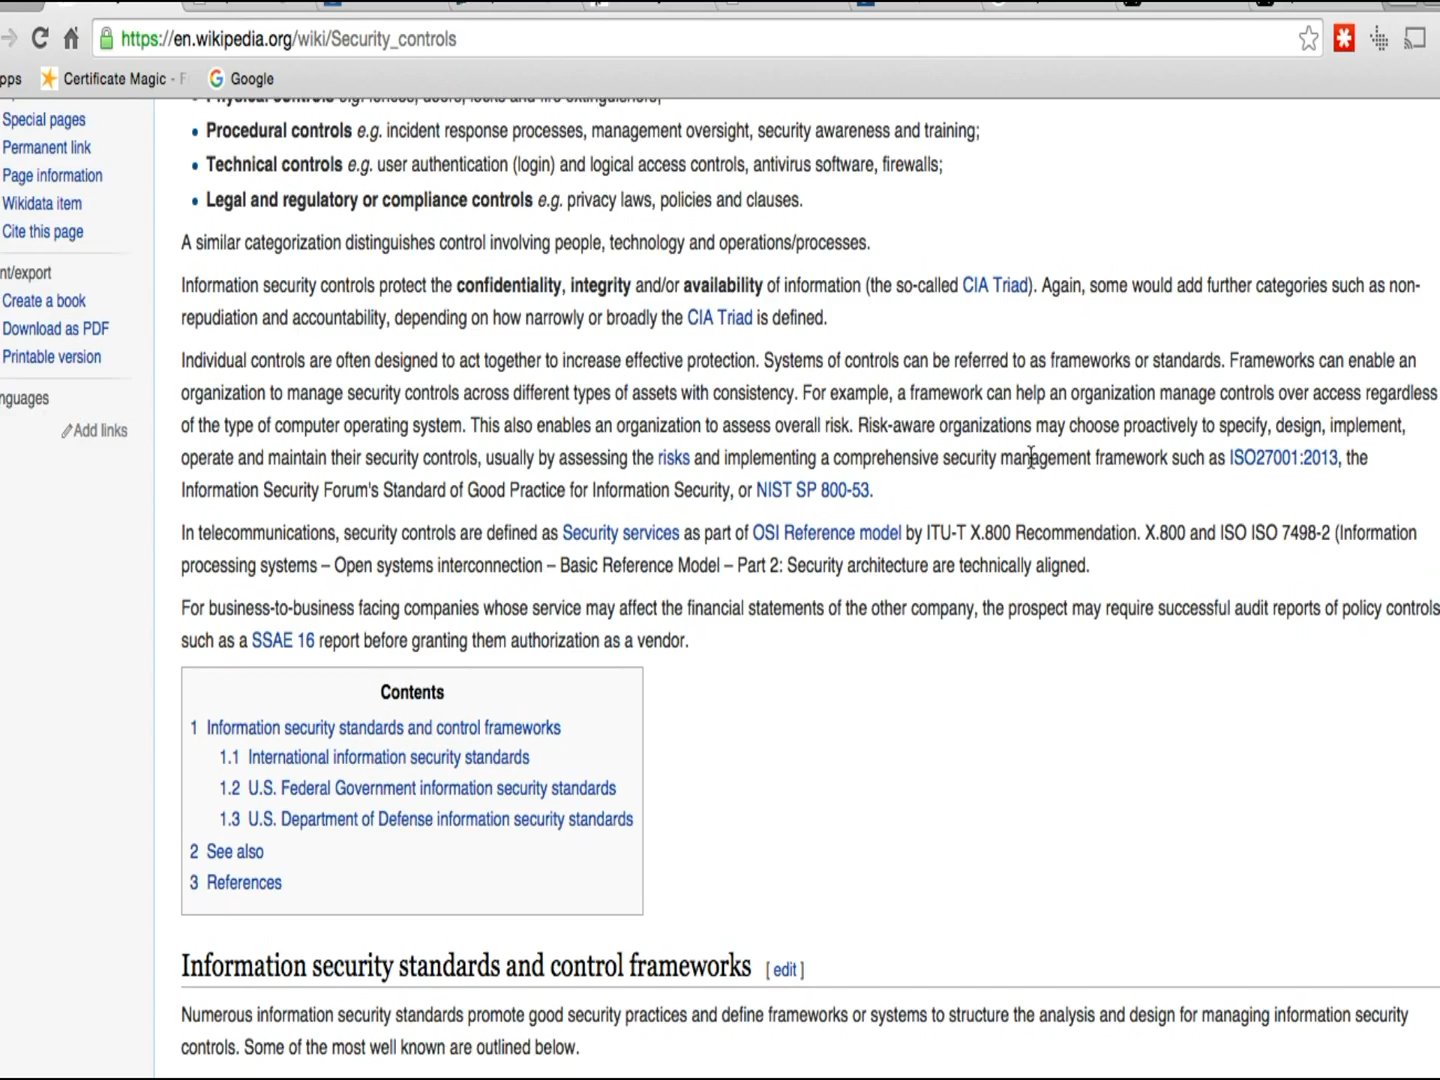 https://en.wikipedia.org/wiki/Security_controls
pps Certificate Magic - F Google
Physical controls e.g. fences, doors, locks and fire extinguishers;
Special pages
Permanent link
Page information
Wikidata item
Cite this page
nt/export
Create a book
Download as PDF
Printable version
nguages
Add links
• Procedural controls e.g. incident response processes, management oversight, security awareness and training;
• Technical controls e.g. user authentication (login) and logical access controls, antivirus software, firewalls;
• Legal and regulatory or compliance controls e.g. privacy laws, policies and clauses.
A similar categorization distinguishes control involving people, technology and operations/processes.
Information security controls protect the confidentiality, integrity and/or availability of information (the so-called CIA Triad). Again, some would add further categories such as non-
repudiation and accountability, depending on how narrowly or broadly the CIA Triad is defined.
Individual controls are often designed to act together to increase effective protection. Systems of controls can be referred to as frameworks or standards. Frameworks can enable an
organization to manage security controls across different types of assets with consistency. For example, a framework can help an organization manage controls over access regardless
of the type of computer operating system. This also enables an organization to assess overall risk. Risk-aware organizations may choose proactively to specify, design, implement,
operate and maintain their security controls, usually by assessing the risks and implementing a comprehensive security management framework such as ISO27001:2013, the
Information Security Forum's Standard of Good Practice for Information Security, or NIST SP 800-53.
In telecommunications, security controls are defined as Security services as part of OSI Reference model by ITU-T X.800 Recommendation. X.800 and ISO ISO 7498-2 (Information
processing systems – Open systems interconnection – Basic Reference Model – Part 2: Security architecture are technically aligned.
For business-to-business facing companies whose service may affect the financial statements of the other company, the prospect may require successful audit reports of policy controls
such as a SSAE 16 report before granting them authorization as a vendor.
Contents
1 Information security standards and control frameworks
1.1 International information security standards
1.2 U.S. Federal Government information security standards
1.3 U.S. Department of Defense information security standards
2 See also
3 References
Information security standards and control frameworks [ edit ]
Numerous information security standards promote good security practices and define frameworks or systems to structure the analysis and design for managing information security
controls. Some of the most well known are outlined below.